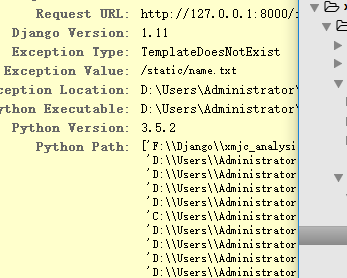 Request URL: http://127.0.0.1:8000/
Django Version: 1.11
Exception Type: TemplateDoesNotExist
Exception Value: /static/name.txt
ception Location: D:\Users\Administrator
ython Executable: D:\Users\Administrator
Python Version: 3.5.2
Python Path: ['F:\\Django\\xmjc_analysi
'D:\\Users\\Administrator
'D:\\Users\\Administrator
'D:\\Users\\Administrator
'D:\\Users\\Administrator
'C:\\Users\\Administrator
'D:\\Users\\Administrator
'D:\\Users\\Administrator
'D:\\Users\\Administrator
'D:\\Users\\Administrator